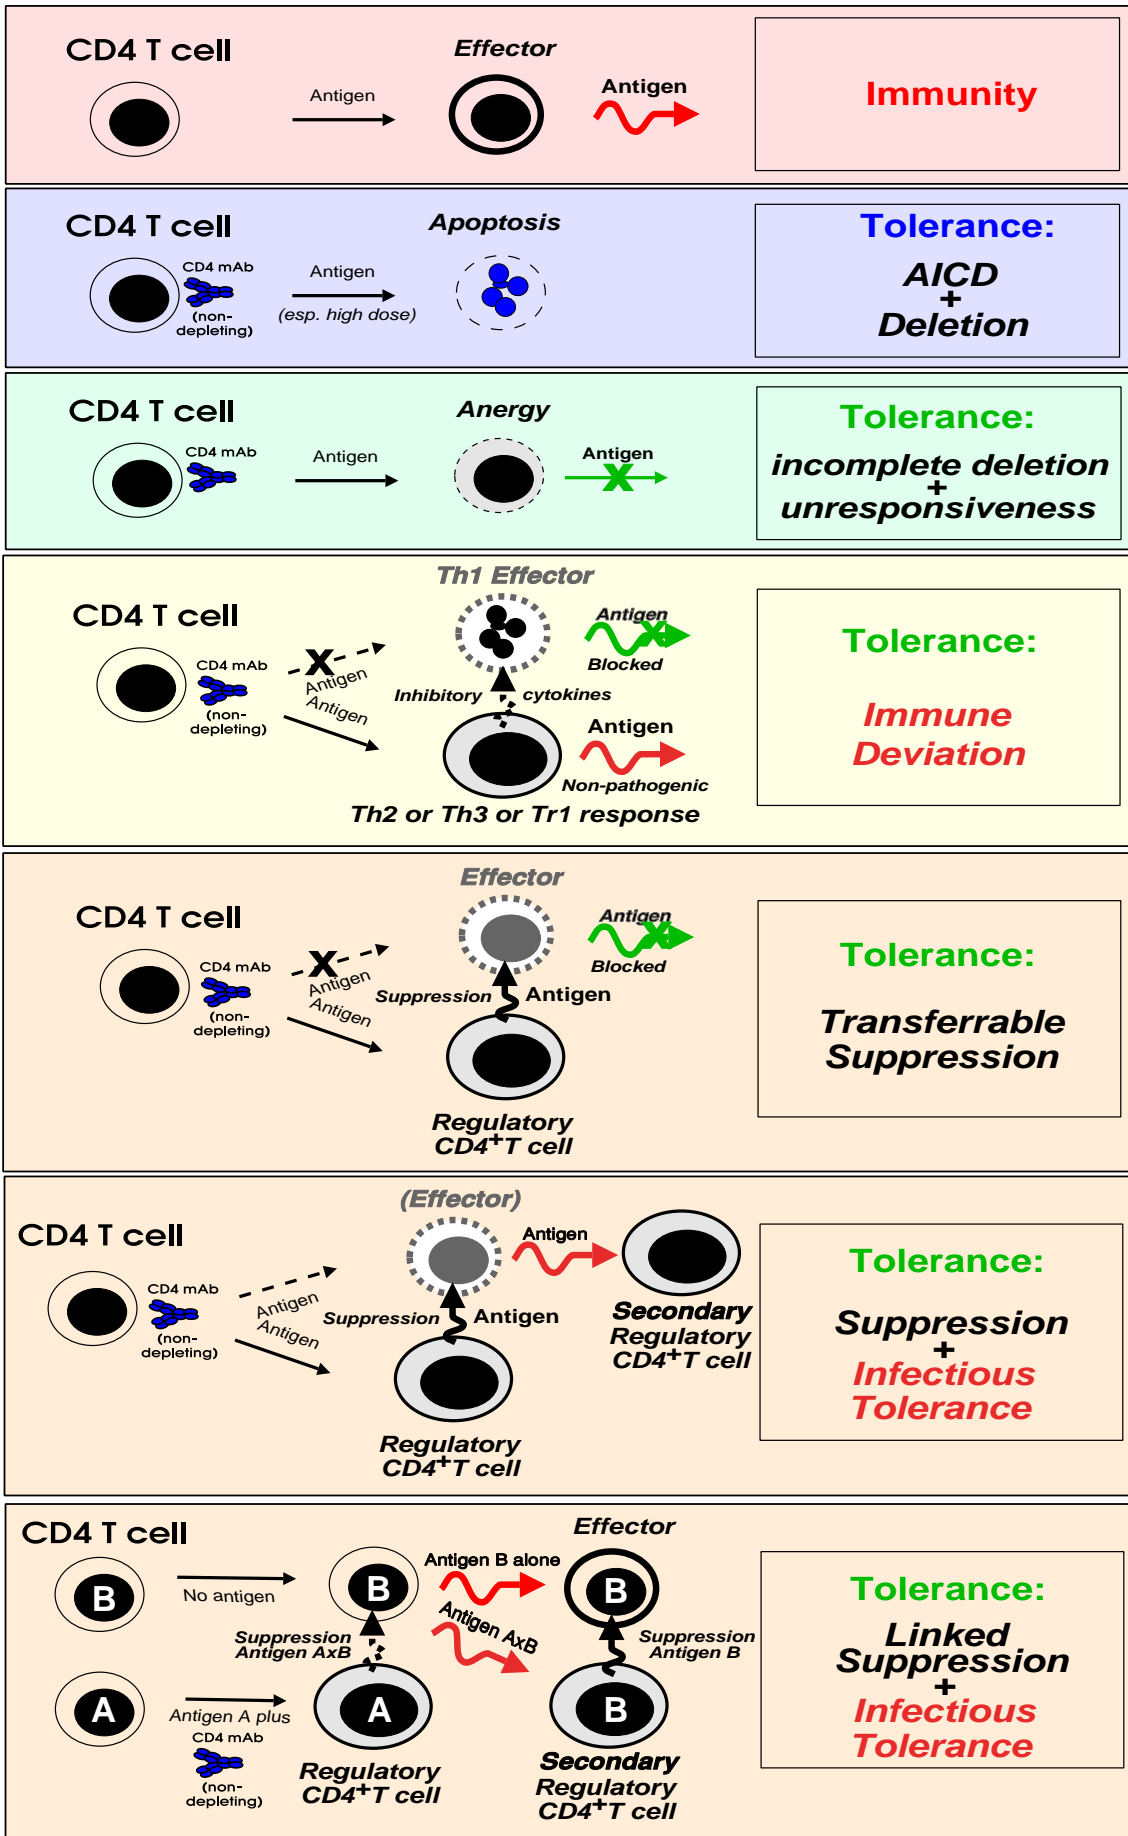 CD4 T cell
Effector
Antigen
Antigen
Immunity
CD4 T cell
Apoptosis
CD4 mAb
(non-
depleting)
Antigen
(esp. high dose)
Tolerance:
AICD
+
Deletion
CD4 T cell
Anergy
CD4 mAb
Antigen
Antigen
X
Tolerance:
incomplete deletion
+
unresponsiveness
CD4 T cell
Th1 Effector
CD4 mAb
(non-
depleting)
X
Antigen
Antigen
Antigen
X
Blocked
Inhibitory cytokines
Antigen
Non-pathogenic
Th2 or Th3 or Tr1 response
Tolerance:
Immune
Deviation
CD4 T cell
Effector
CD4 mAb
(non-
depleting)
X
Antigen
Antigen
Antigen
X
Blocked
Suppression Antigen
Regulatory
CD4+T cell
Tolerance:
Transferrable
Suppression
CD4 T cell
(Effector)
CD4 mAb
(non-
depleting)
Antigen
Antigen
Antigen
Suppression Antigen
Regulatory
CD4+T cell
Secondary
Regulatory
CD4+T cell
Tolerance:
Suppression
+
Infectious
Tolerance
CD4 T cell
Effector
B
No antigen
B
Antigen B alone
B
Antigen AxB
Suppression
Antigen AxB
Suppression
Antigen B
A
Antigen A plus
CD4 mAb
(non-
depleting)
A
Regulatory
CD4+T cell
B
Secondary
Regulatory
CD4+T cell
Tolerance:
Linked
Suppression
+
Infectious
Tolerance